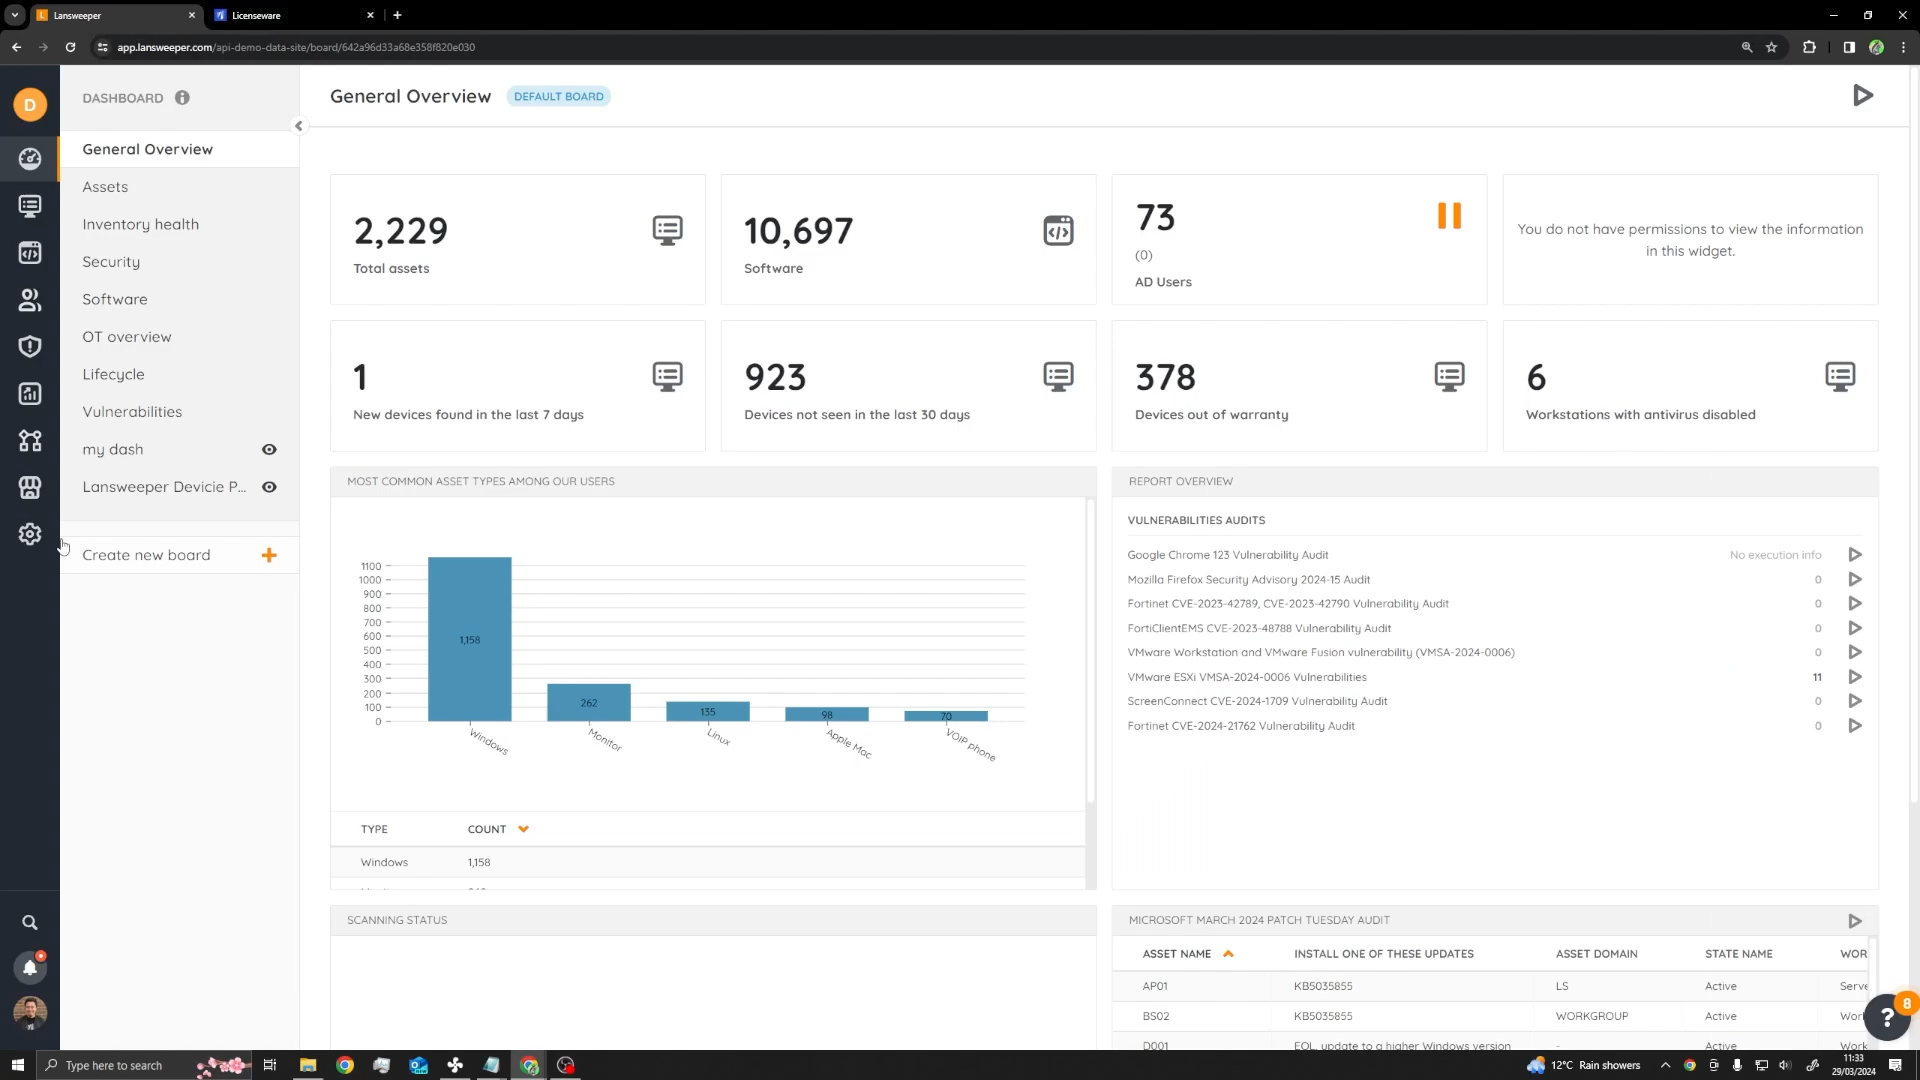 Lansweeper
Licenseware
app.lansweeper.com/api-demo-data-site/board/642a96d33a68e358f820e030
D
DASHBOARD
General Overview
Assets
Inventory health
Security
Software
OT overview
Lifecycle
Vulnerabilities
my dash
Lansweeper Devicie P...
Create new board
General Overview
DEFAULT BOARD
2,229
Total assets
10,697
Software
73
(0)
AD Users
You do not have permissions to view the information
in this widget.
1
New devices found in the last 7 days
923
Devices not seen in the last 30 days
378
Devices out of warranty
6
Workstations with antivirus disabled
MOST COMMON ASSET TYPES AMONG OUR USERS
1100
1000
900
800
700
600
500
400
300
200
100
0
1,158
262
135
98
70
Windows
Monitor
Linux
Apple Mac
VOIP phone
TYPE COUNT
Windows 1,158
REPORT OVERVIEW
VULNERABILITIES AUDITS
Google Chrome 123 Vulnerability Audit No execution info
Mozilla Firefox Security Advisory 2024-15 Audit 0
Fortinet CVE-2023-42789, CVE-2023-42790 Vulnerability Audit 0
FortiClientEMS CVE-2023-48788 Vulnerability Audit 0
VMware Workstation and VMware Fusion vulnerability (VMSA-2024-0006) 0
VMware ESXi VMSA-2024-0006 Vulnerabilities 11
ScreenConnect CVE-2024-1709 Vulnerability Audit 0
Fortinet CVE-2024-21762 Vulnerability Audit 0
SCANNING STATUS
MICROSOFT MARCH 2024 PATCH TUESDAY AUDIT
ASSET NAME INSTALL ONE OF THESE UPDATES ASSET DOMAIN STATE NAME WOR
AP01 KB5035855 LS Active Serve
BS02 KB5035855 WORKGROUP Active Wor
D001 EOL, update to a higher Windows version - Active Work
8
?
Type here to search
12°C Rain showers
11:33
29/03/2024